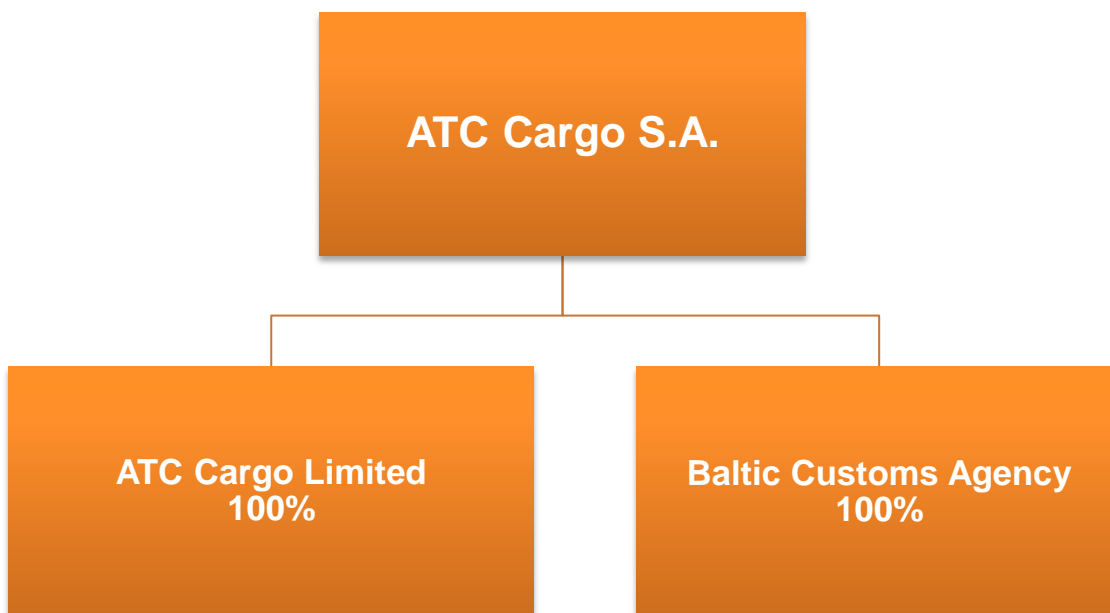 ATC Cargo S.A.
ATC Cargo Limited
100%
Baltic Customs Agency
100%